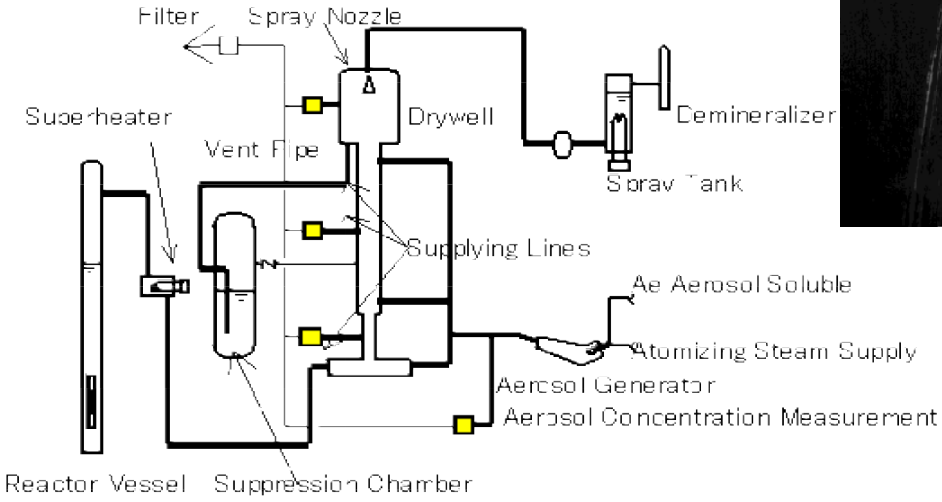 Filter
Spray Nozzle
Superheater
Drywell
Demineralizer
Vent Pipe
Spray Tank
Supplying Lines
Ae Aerosol Soluble
Atomizing Steam Supply
Aerosol Generator
Aerosol Concentration Measurement
Reactor Vessel
Suppression Chamber